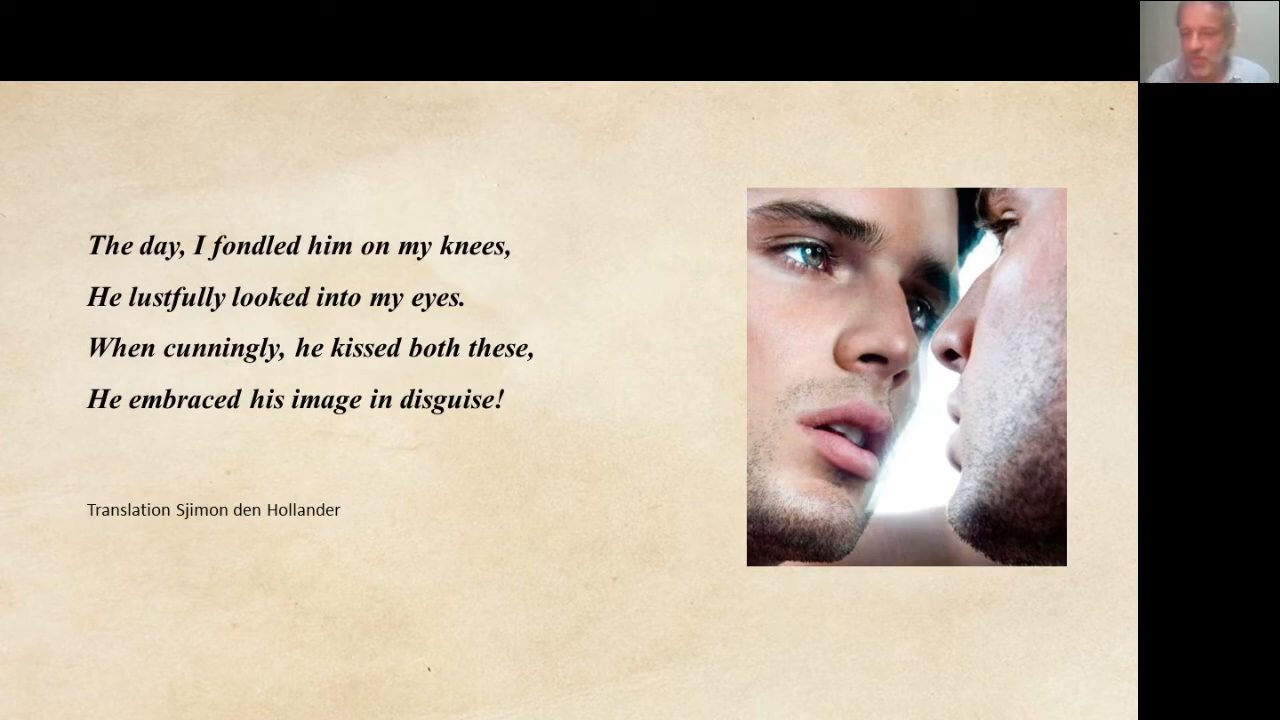 The day, I fondled him on my knees,
He lustfully looked into my eyes.
When cunningly, he kissed both these,
He embraced his image in disguise!
Translation Sjimon den Hollander